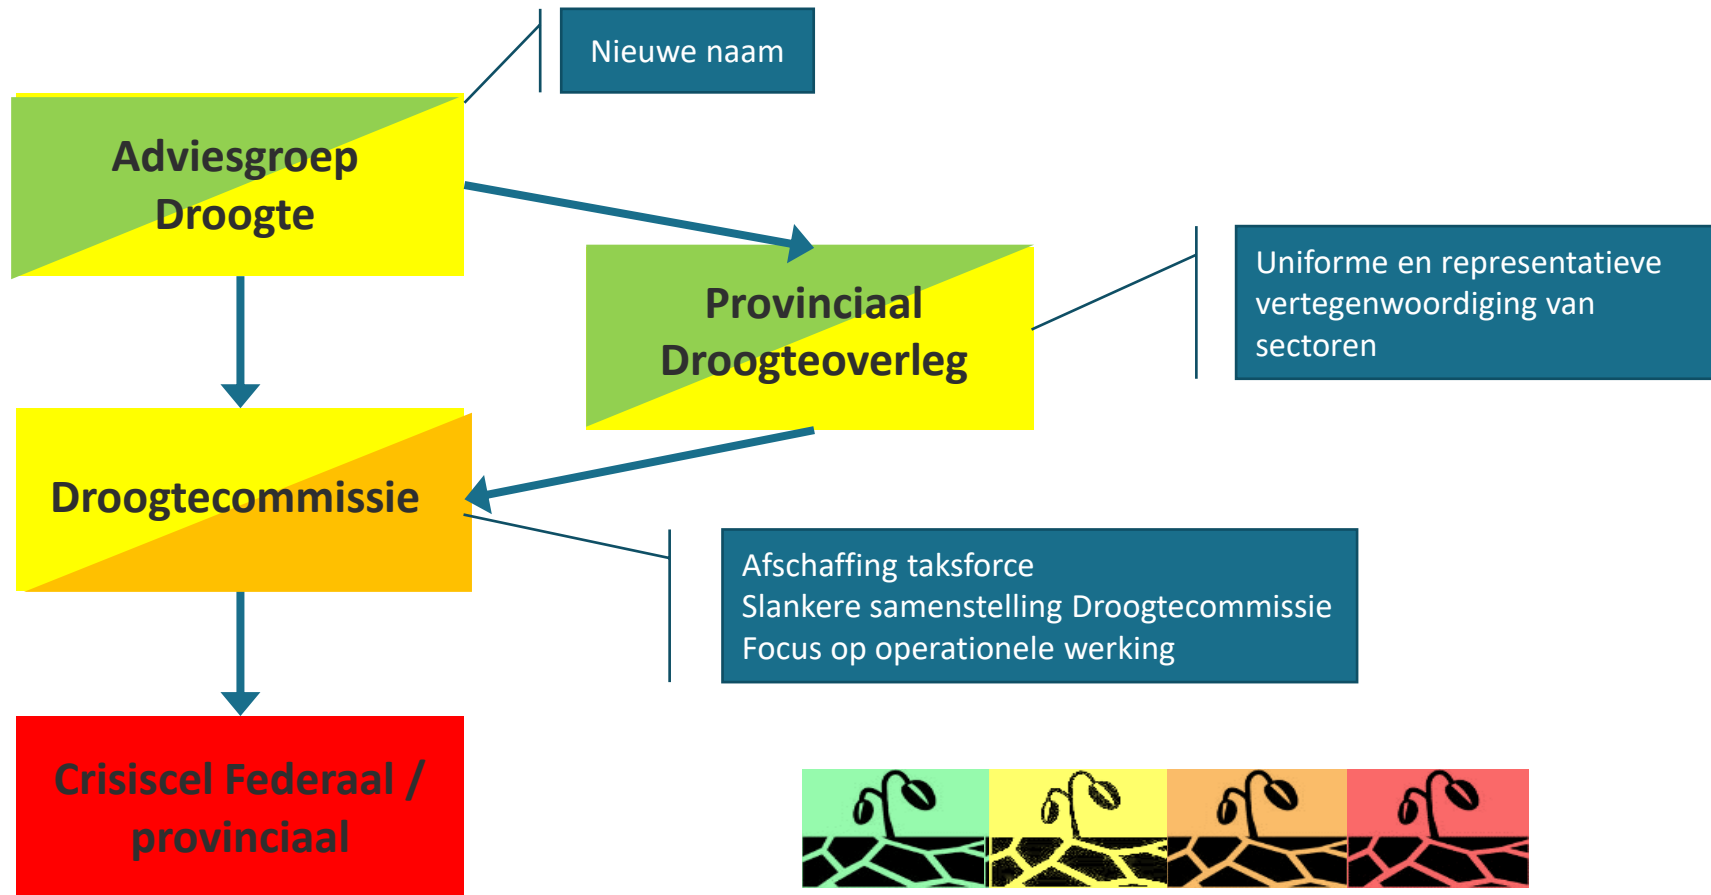 Nieuwe naam
Adviesgroep
Droogte
Provinciaal
Droogteoverleg
Uniforme en representatieve
vertegenwoordiging van
sectoren
Droogtecommissie
Afschaffing taksforce
Slankere samenstelling Droogtecommissie
Focus op operationele werking
Crisiscel Federaal /
provinciaal